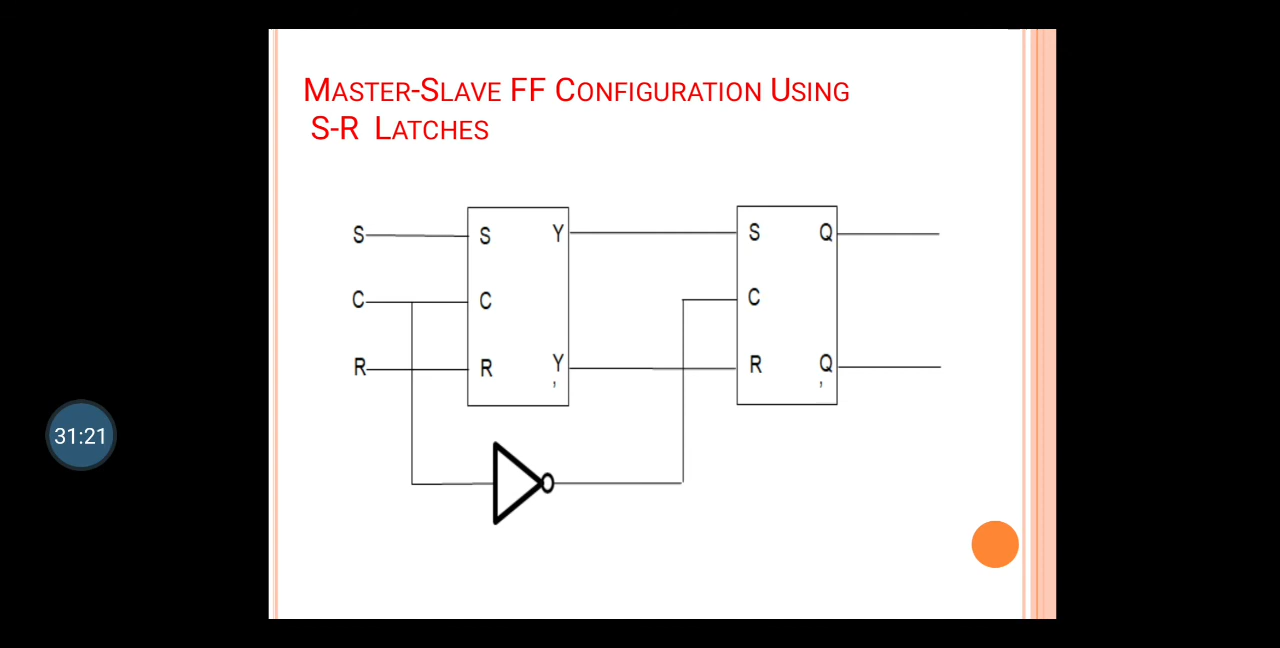 MASTER-SLAVE FF CONFIGURATION USING
S-R LATCHES
S S Y S Q
C C C
R R Y' R Q'
31:21